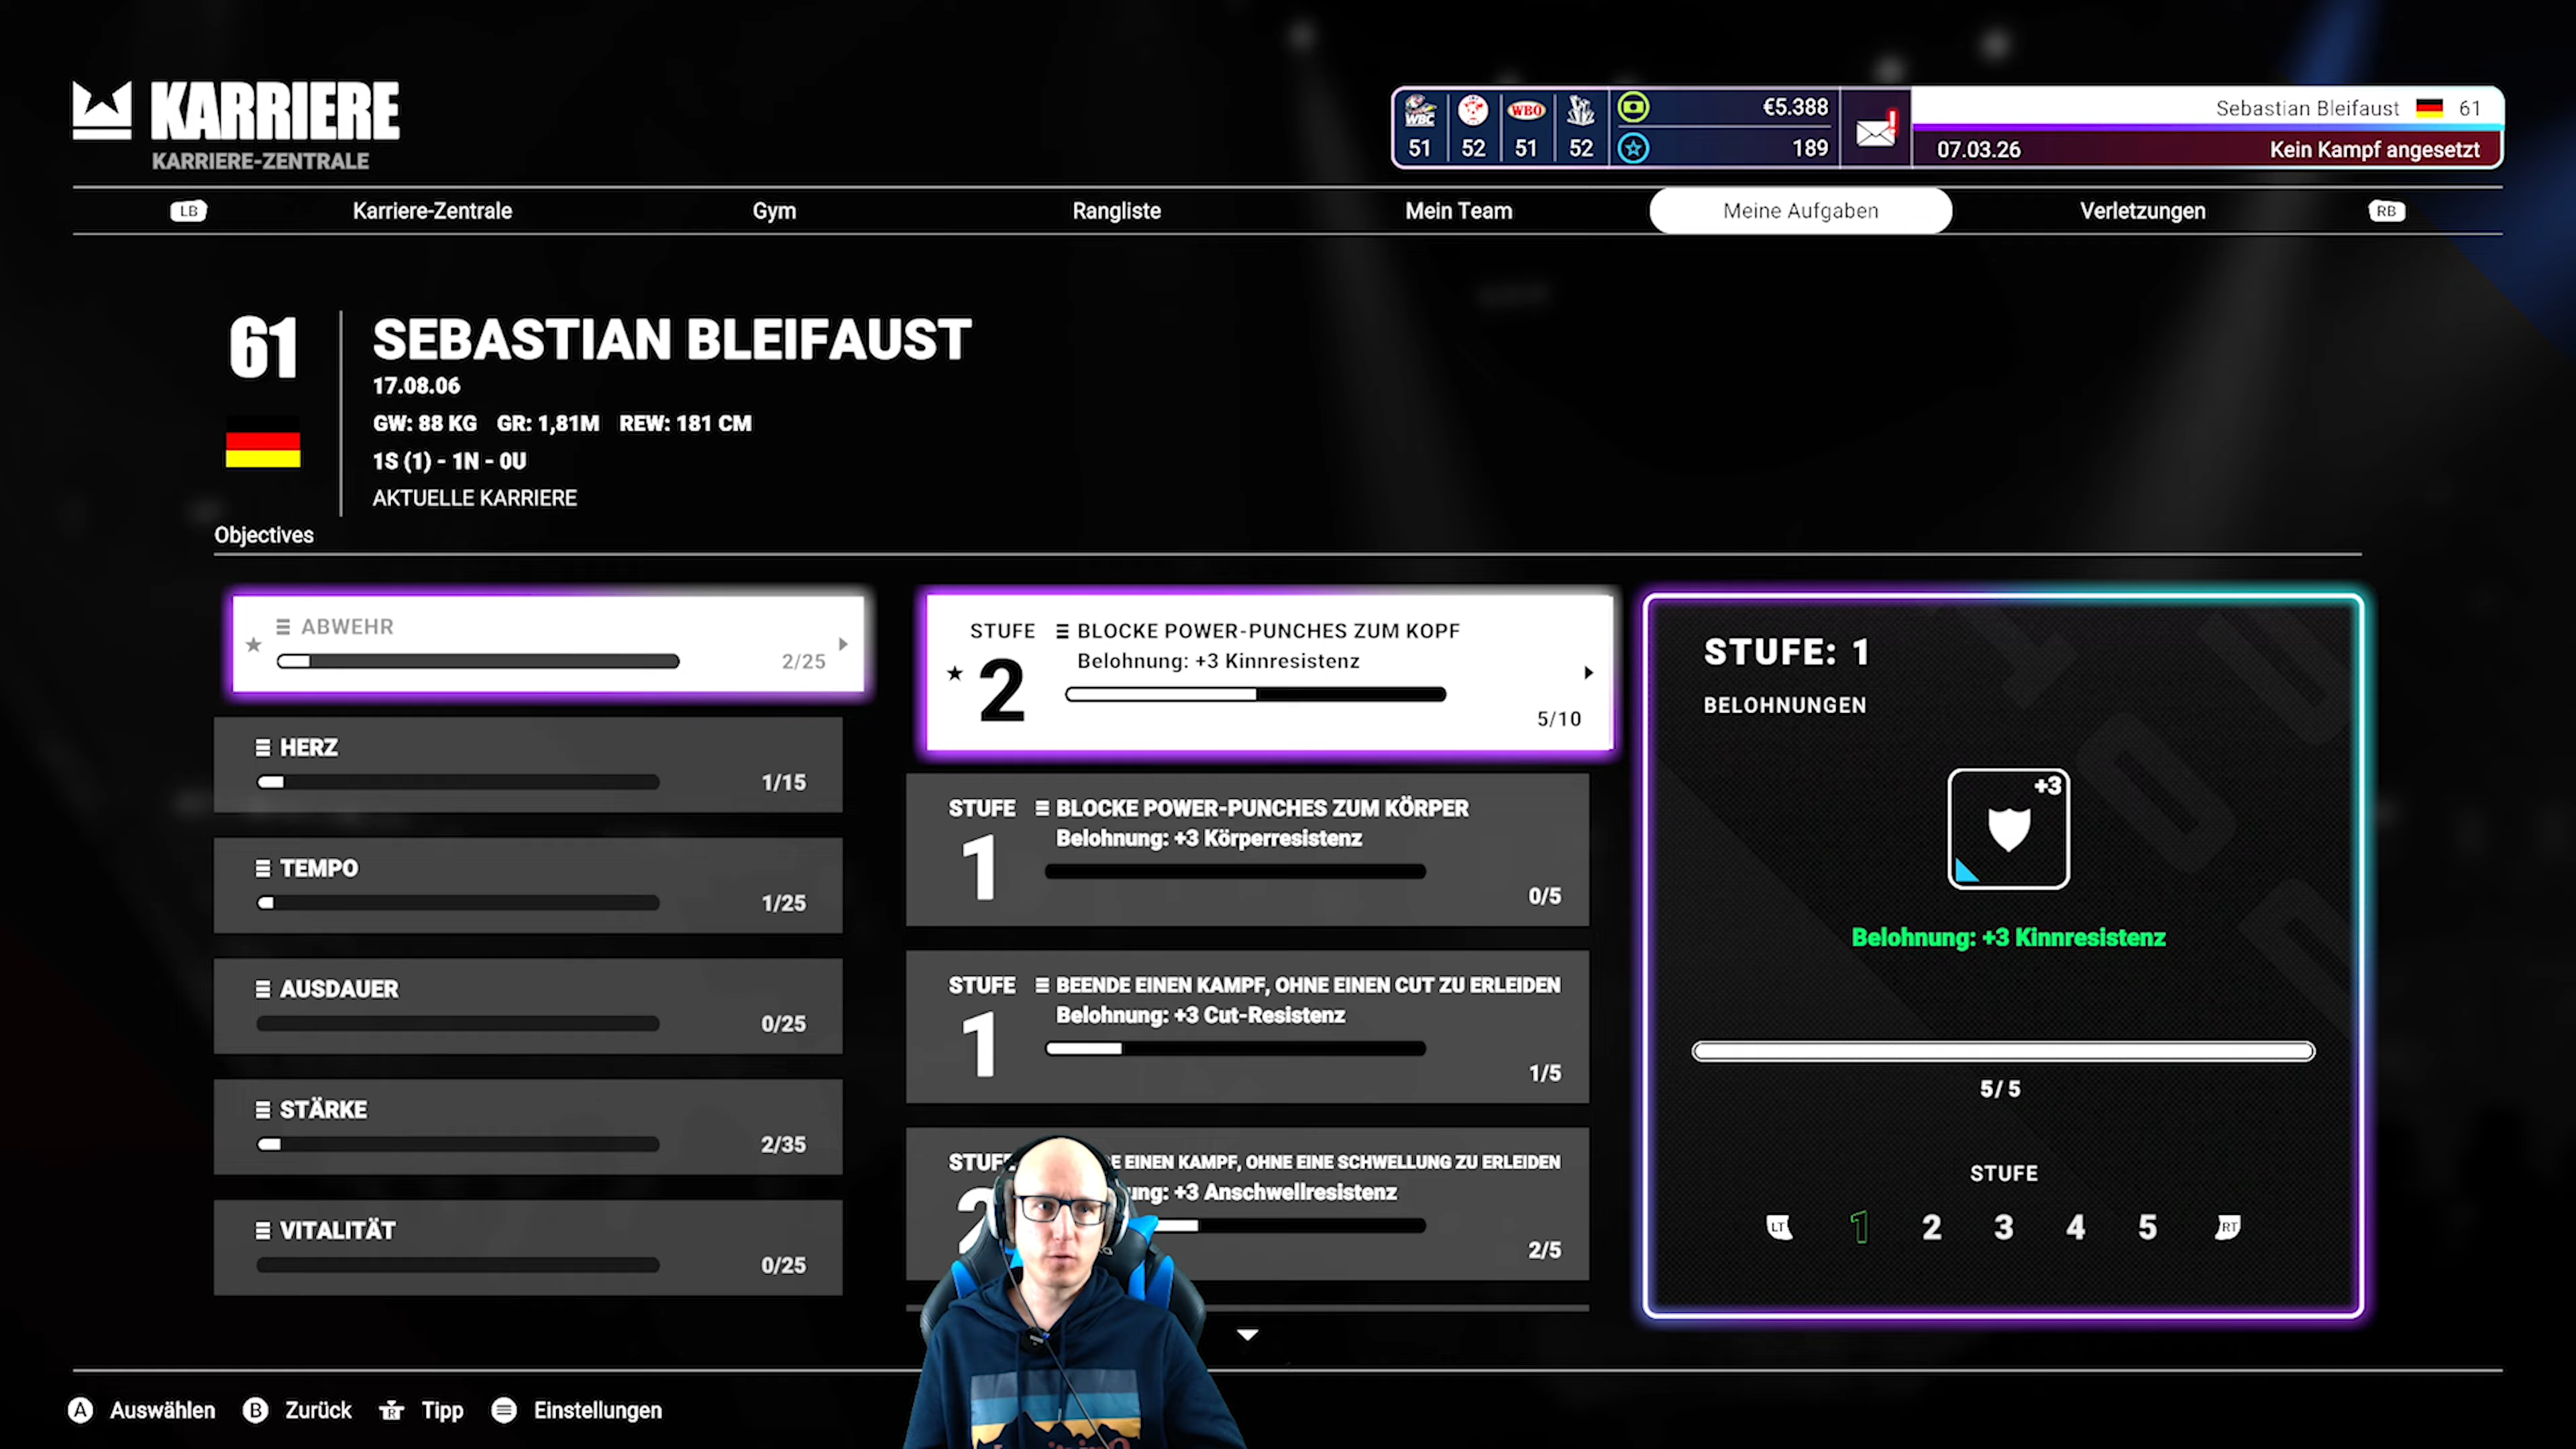 KARRIERE
KARRIERE-ZENTRALE
WBC
WBO
51
52
51
52
€5.388
189
Sebastian Bleifaust 61
07.03.26
Kein Kampf angesetzt
LB
Karriere-Zentrale
Gym
Rangliste
Mein Team
Meine Aufgaben
Verletzungen
RB
61
SEBASTIAN BLEIFAUST
17.08.06
GW: 88 KG GR: 1,81M REW: 181 CM
1S (1) - 1N - 0U
AKTUELLE KARRIERE
Objectives
ABWEHR
2/25
HERZ
1/15
TEMPO
1/25
AUSDAUER
0/25
STÄRKE
2/35
VITALITÄT
0/25
STUFE
2
BLOCKE POWER-PUNCHES ZUM KOPF
Belohnung: +3 Kinnresistenz
5/10
STUFE
1
BLOCKE POWER-PUNCHES ZUM KÖRPER
Belohnung: +3 Körperresistenz
0/5
STUFE
1
BEENDE EINEN KAMPF, OHNE EINEN CUT ZU ERLEIDEN
Belohnung: +3 Cut-Resistenz
1/5
EINEN KAMPF, OHNE EINE SCHWELLUNG ZU ERLEIDEN
+3 Anschwellresistenz
2/5
STUFE: 1
BELOHNUNGEN
+3
Belohnung: +3 Kinnresistenz
5/5
STUFE
LT 1 2 3 4 5 RT
A Auswählen B Zurück R Tipp Einstellungen